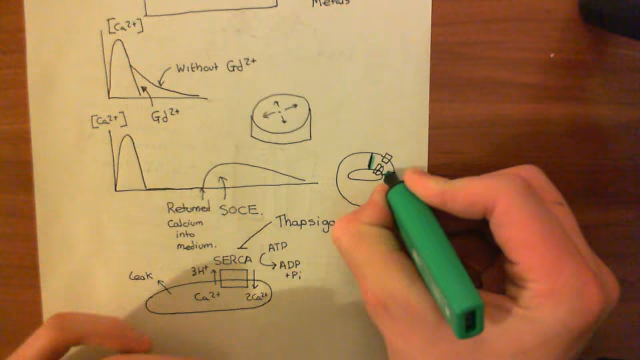 [Ca²⁺]
Without Gd²⁺
Gd²⁺
[Ca²⁺]
Returned SOCE.
Calcium
into
medium.
Thapsiga
ATP
SERCA
ADP
+ Pi
3H⁺
Leak
Ca²⁺
2Ca²⁺